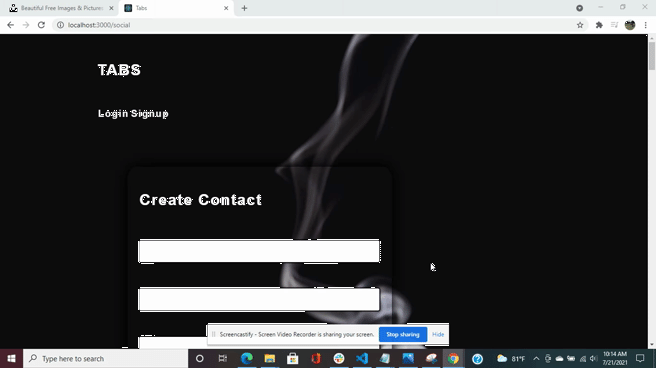 Beautiful Free Images & Pictures
Tabs
localhost:3000/social
TABS
Login Signup
Create Contact
Screencastify - Screen Video Recorder is sharing your screen.
Stop sharing
Hide
Type here to search
81°F
10:14 AM
7/21/2021